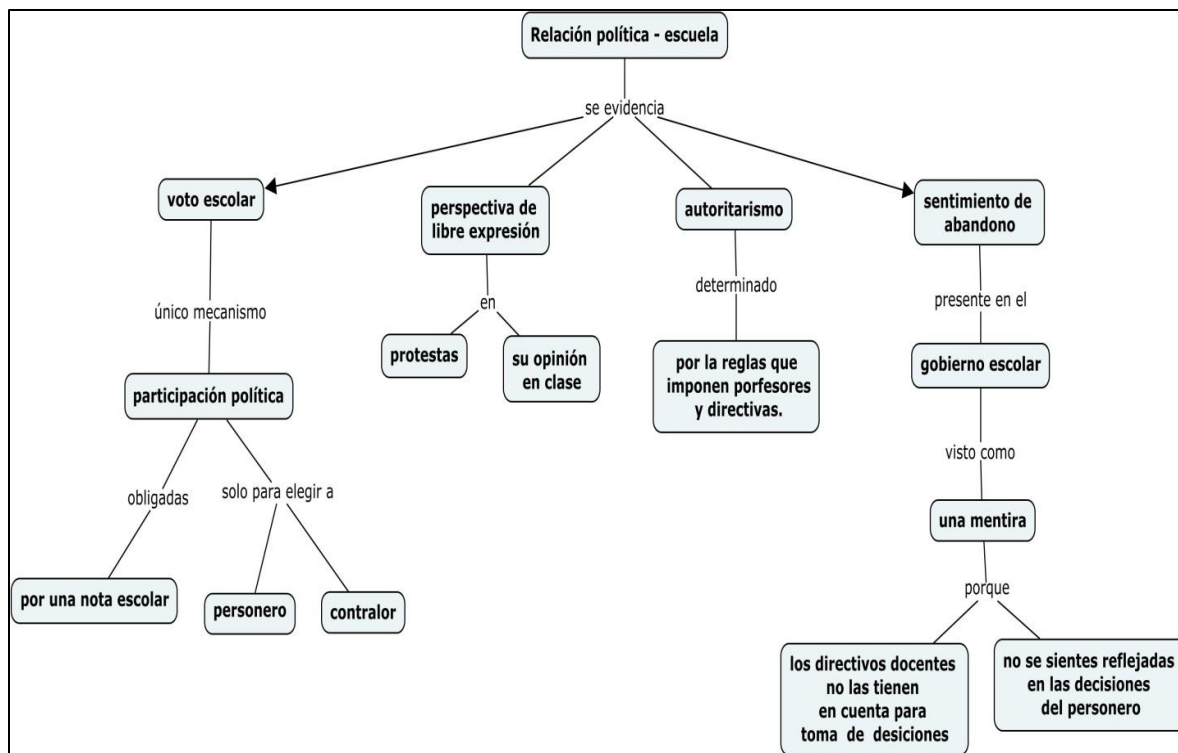 Relación política - escuela
se evidencia
voto escolar
perspectiva de
libre expresión
autoritarismo
sentimiento de
abandono
único mecanismo
en
determinado
presente en el
protestas
su opinión
en clase
por la reglas que
imponen porfesores
y directivas.
gobierno escolar
participación política
visto como
obligadas
solo para elegir a
una mentira
por una nota escolar
personero
contralor
porque
los directivos docentes
no las tienen
en cuenta para
toma de desiciones
no se sientes reflejadas
en las decisiones
del personero